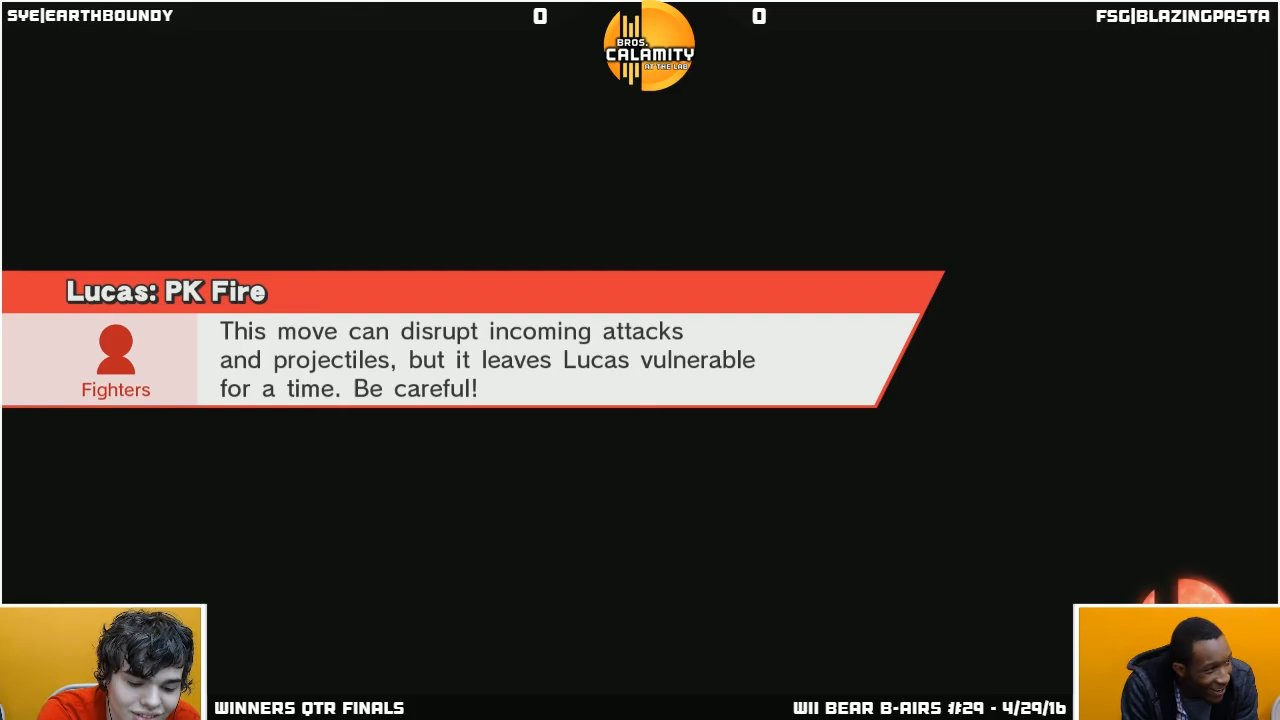 SYE|EARTHBOUNDY
0
BROS.
CALAMITY
AT THE LAB
0
FSG|BLAZINGPASTA
Lucas: PK Fire
This move can disrupt incoming attacks
and projectiles, but it leaves Lucas vulnerable
for a time. Be careful!
Fighters
WINNERS QTR FINALS
WII BEAR B-AIRS #29 - 4/29/16